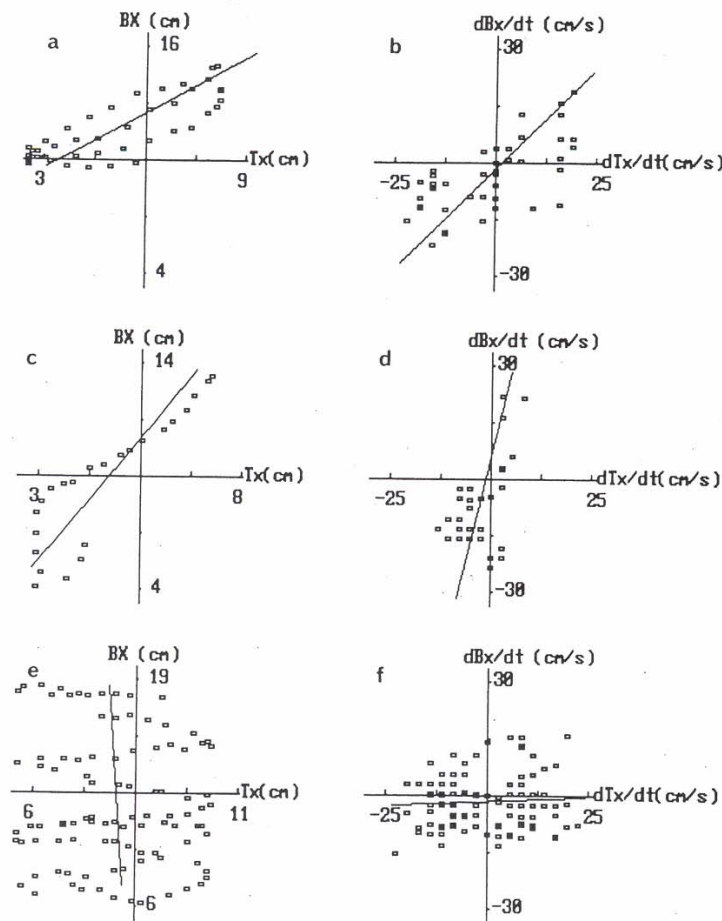 a
BX (cm)
16
Tx(cm)
3
9
4
b
dBx/dt (cm/s)
30
dTx/dt(cm/s)
-25
25
-30
c
BX (cm)
14
Tx(cm)
3
8
4
d
dBx/dt (cm/s)
30
dTx/dt(cm/s)
-25
25
-30
e
BX (cm)
19
Tx(cm)
6
11
6
f
dBx/dt (cm/s)
30
dTx/dt(cm/s)
-25
25
-30